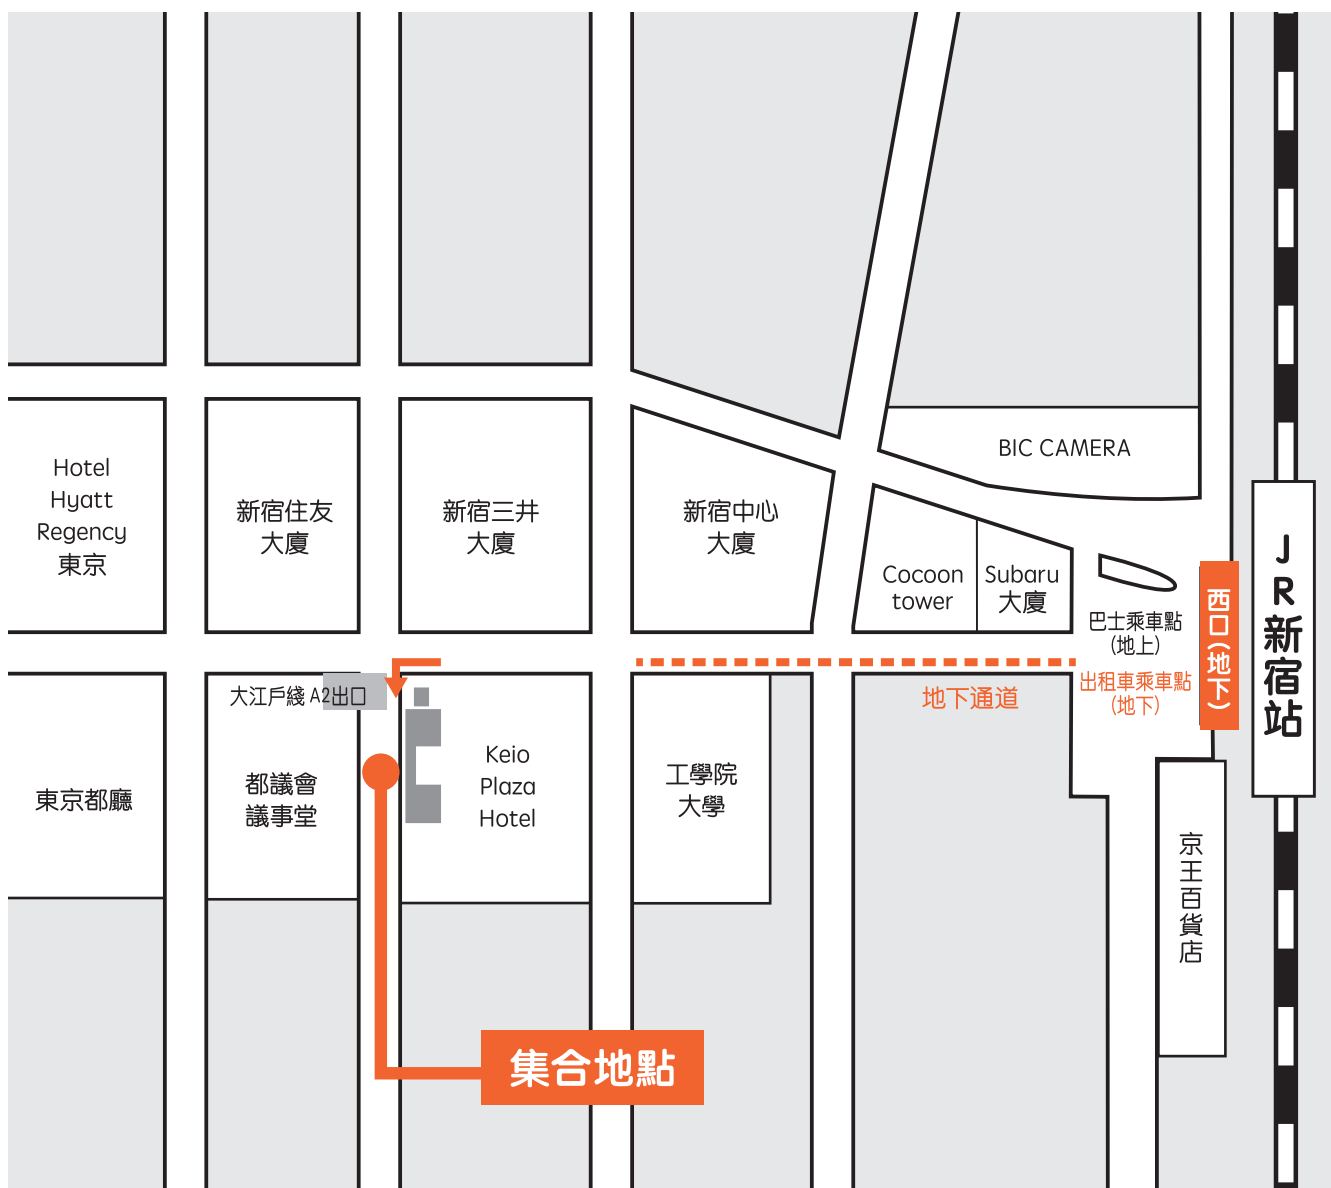 BIC CAMERA
Hotel
Hyatt
Regency
東京
新宿住友
大廈
新宿三井
大廈
新宿中心
大廈
Cocoon
tower
Subaru
大廈
巴士乘車點
(地上)
出租車乘車點
(地下)
西口(地下)
JR新宿站
大江戶綫 A2出口
地下通道
東京都廳
都議會
議事堂
Keio
Plaza
Hotel
工學院
大學
京王百貨店
集合地點